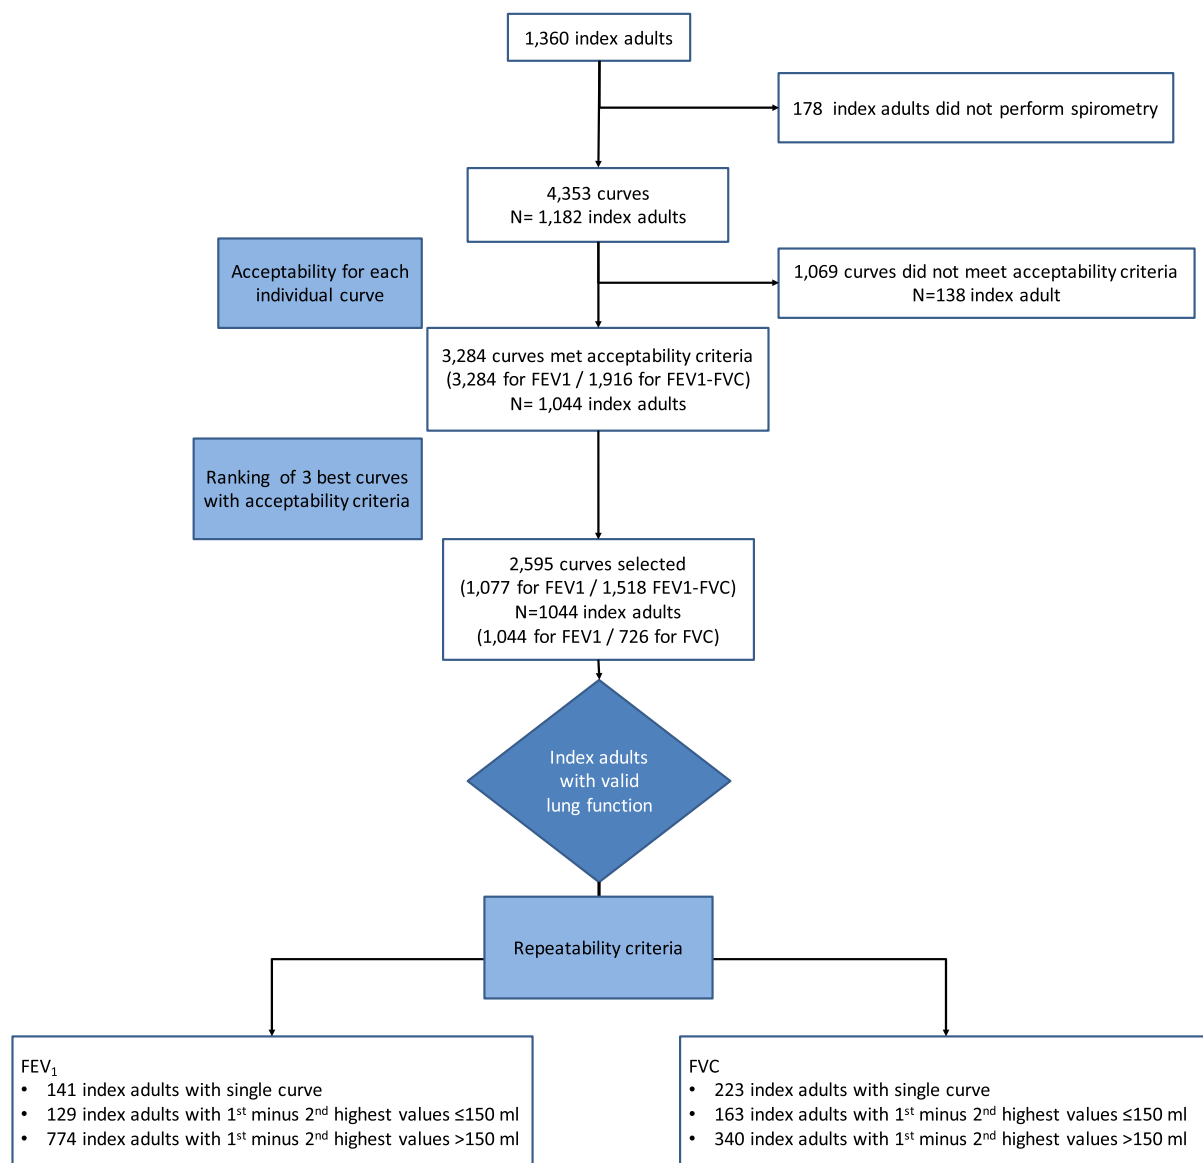 1,360 index adults
178 index adults did not perform spirometry
4,353 curves
N= 1,182 index adults
Acceptability for each
individual curve
1,069 curves did not meet acceptability criteria
N=138 index adult
3,284 curves met acceptability criteria
(3,284 for FEV1 / 1,916 for FEV1-FVC)
N= 1,044 index adults
Ranking of 3 best curves
with acceptability criteria
2,595 curves selected
(1,077 for FEV1 / 1,518 FEV1-FVC)
N=1044 index adults
(1,044 for FEV1 / 726 for FVC)
Index adults
with valid
lung function
Repeatability criteria
FEV₁
• 141 index adults with single curve
• 129 index adults with 1st minus 2nd highest values ≤150 ml
• 774 index adults with 1st minus 2nd highest values >150 ml
FVC
• 223 index adults with single curve
• 163 index adults with 1st minus 2nd highest values ≤150 ml
• 340 index adults with 1st minus 2nd highest values >150 ml